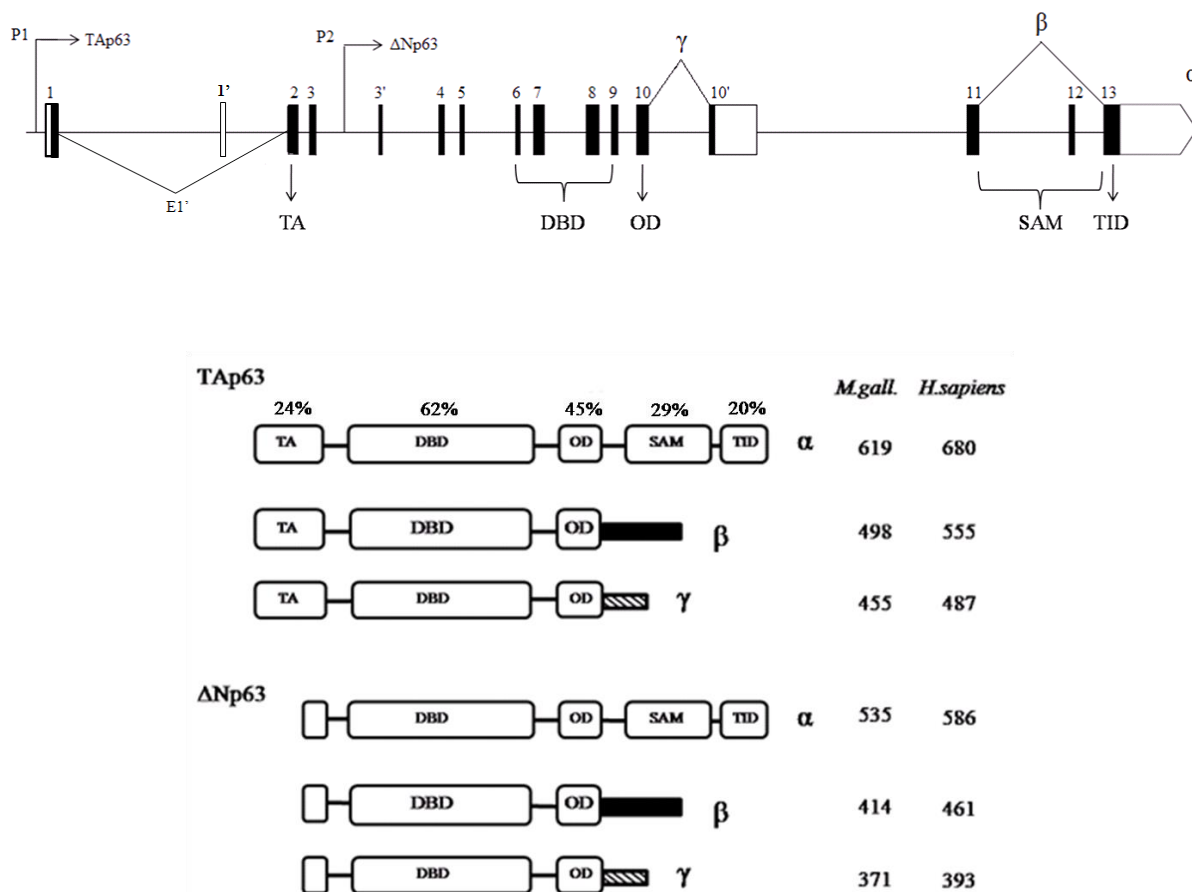 P1 TAp63 P2 ΔNp63 γ β
1 1’ 2 3 3' 4 5 6 7 8 9 10 10' 11 12 13
E1’ TA DBD OD SAM TID
TAp63 M.gall. H.sapiens
24% 62% 45% 29% 20%
TA DBD OD SAM TID α 619 680
TA DBD OD β 498 555
TA DBD OD γ 455 487
ΔNp63
DBD OD SAM TID α 535 586
DBD OD β 414 461
DBD OD γ 371 393